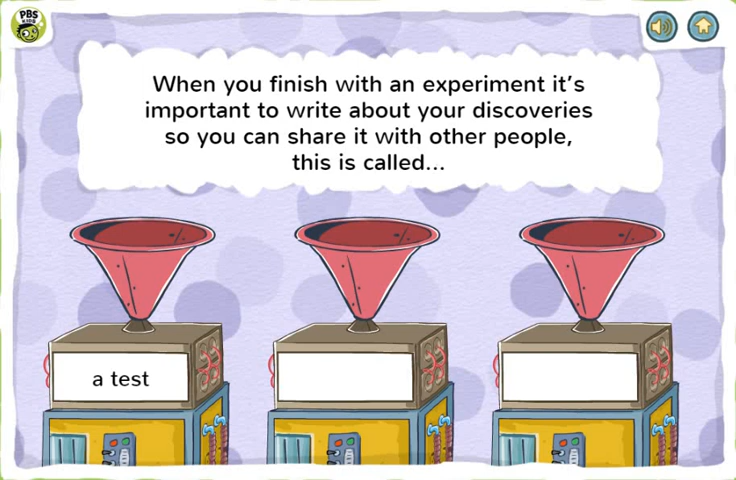 PBS
KIDS
When you finish with an experiment it's
important to write about your discoveries
so you can share it with other people,
this is called...
a test